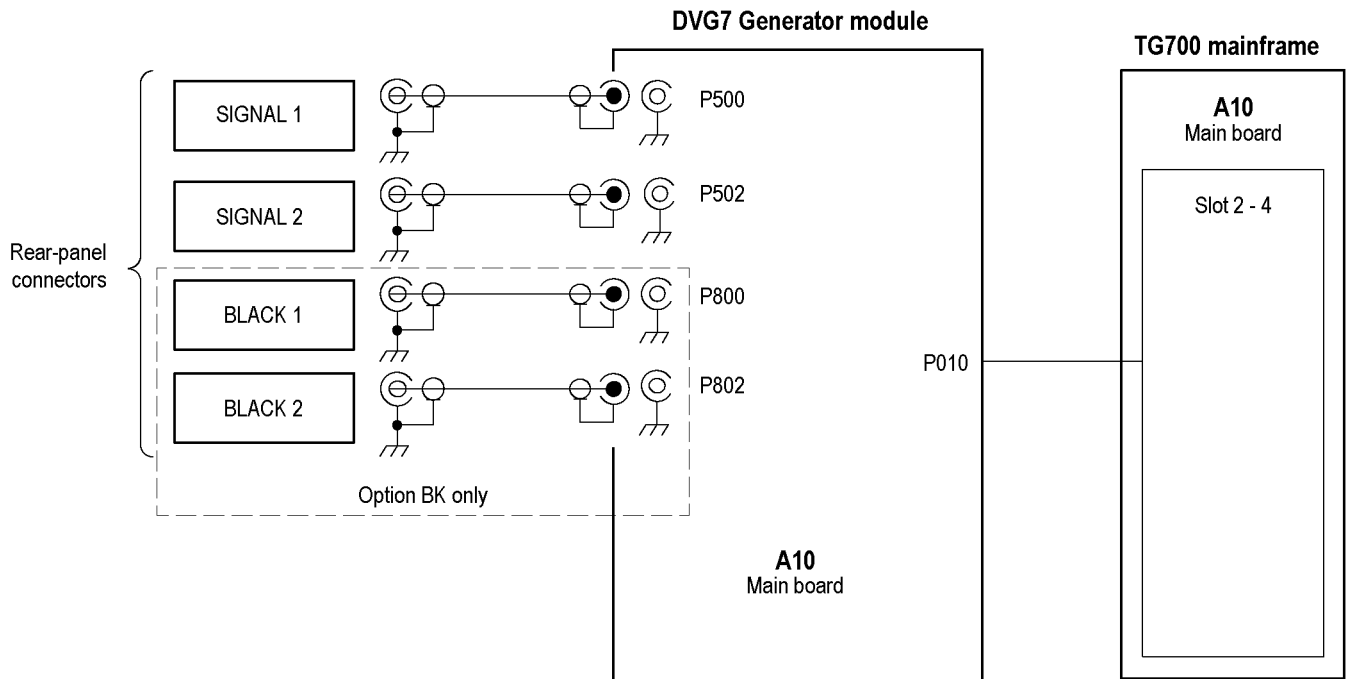 DVG7 Generator module
TG700 mainframe
Rear-panel
connectors
SIGNAL 1
P500
SIGNAL 2
P502
BLACK 1
P800
BLACK 2
P802
Option BK only
A10
Main board
P010
A10
Main board
Slot 2 - 4